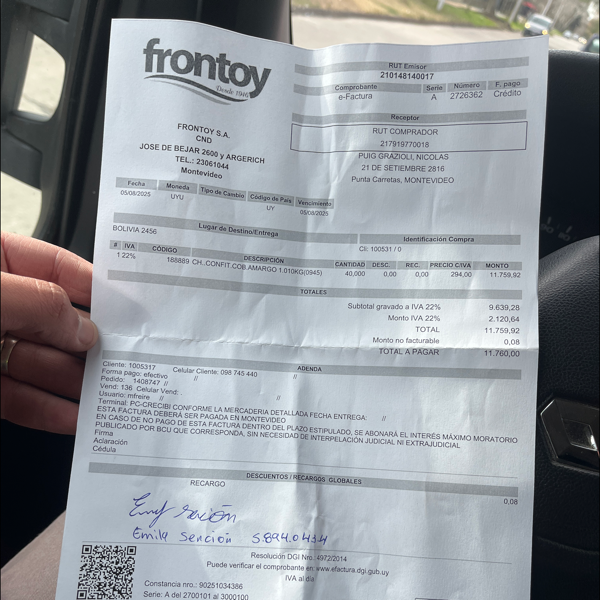 frontoy
Desde 1946
FRONTOY S.A.
CND
JOSE DE BEJAR 2600 y ARGERICH
TEL.: 23061044
Montevideo
RUT Emisor
210148140017
Comprobante Serie Número F. pago
e-Factura A 2726362 Crédito
Receptor
RUT COMPRADOR
217919770018
PUIG GRAZIOLI, NICOLAS
21 DE SETIEMBRE 2816
Punta Carretas, MONTEVIDEO
Fecha Moneda Tipo de Cambio Código de País Vencimiento
05/08/2025 UYU UY 05/08/2025
Lugar de Destino/Entrega Identificación Compra
BOLIVIA 2456 CI: 100531 / 0
# IVA CÓDIGO DESCRIPCIÓN CANTIDAD DESC. REC. PRECIO C/IVA MONTO
1 22% 188889 CH..CONFIT.COB.AMARGO 1.010KG(0945) 40,000 0,00 0,00 294,00 11.759,92
TOTALES
Subtotal gravado a IVA 22% 9.639,28
Monto IVA 22% 2.120,64
TOTAL 11.759,92
Monto no facturable 0,08
TOTAL A PAGAR 11.760,00
ADENDA
Cliente: 1005317 Celular Cliente: 098 745 440 //
Forma pago: efectivo //
Pedido: 1408747 //
Vend: 136 Celular Vend: //
Usuario: mfreire //
Terminal: PC-CRECIBI CONFORME LA MERCADERIA DETALLADA FECHA ENTREGA: //
ESTA FACTURA DEBERÁ SER PAGADA EN MONTEVIDEO
EN CASO DE NO PAGO DE ESTA FACTURA DENTRO DEL PLAZO ESTIPULADO, SE ABONARÁ EL INTERÉS MÁXIMO MORATORIO
PUBLICADO POR BCU QUE CORRESPONDA, SIN NECESIDAD DE INTERPELACIÓN JUDICIAL NI EXTRAJUDICIAL
Firma
Aclaración
Cédula
DESCUENTOS / RECARGOS GLOBALES
RECARGO 0,08
Emila Sención 5.894.043-4
Resolución DGI Nro.:4972/2014
Puede verificar el comprobante en: www.efactura.dgi.gub.uy
IVA al día
Constancia nro.: 90251034386
Serie: A del 2700101 al 3000100